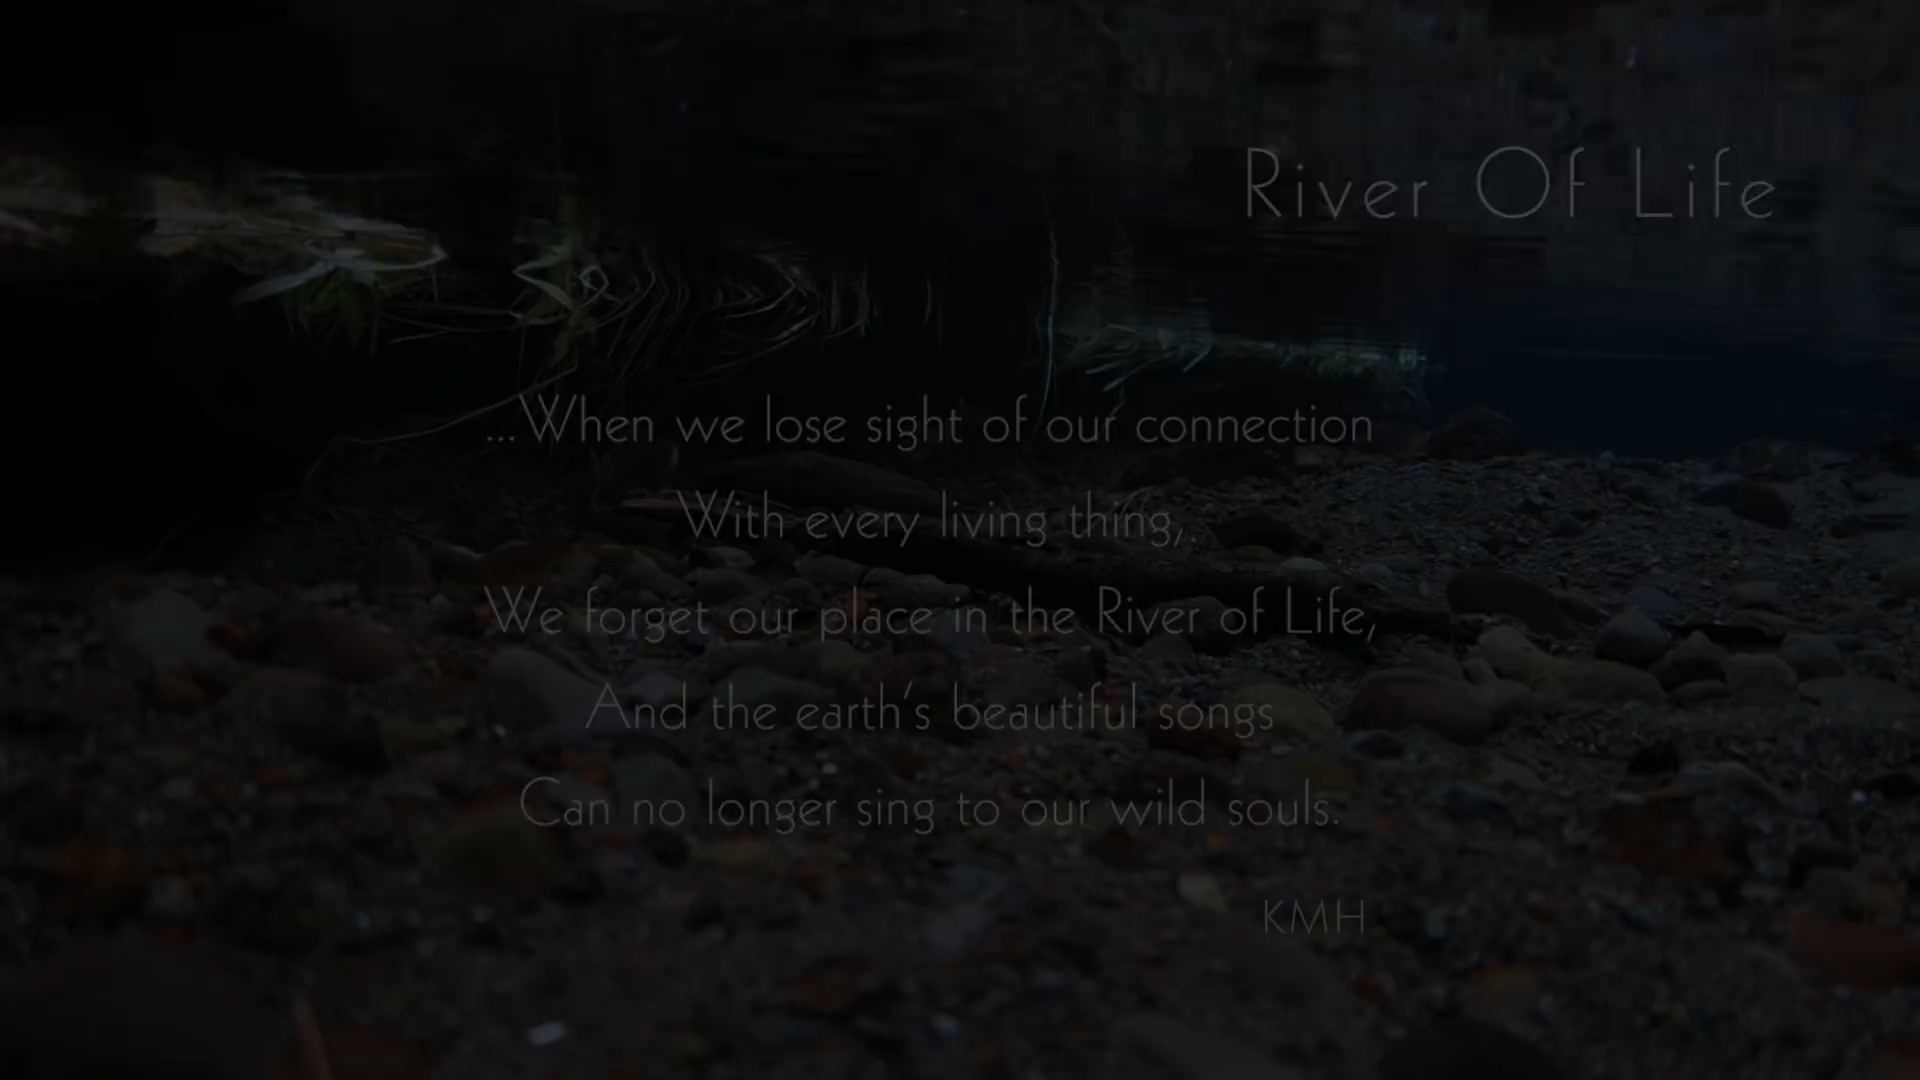 River Of Life
...When we lose sight of our connection
With every living thing,.
We forget our place in the River of Life,
And the earth's beautiful songs
Can no longer sing to our wild souls.
KMH